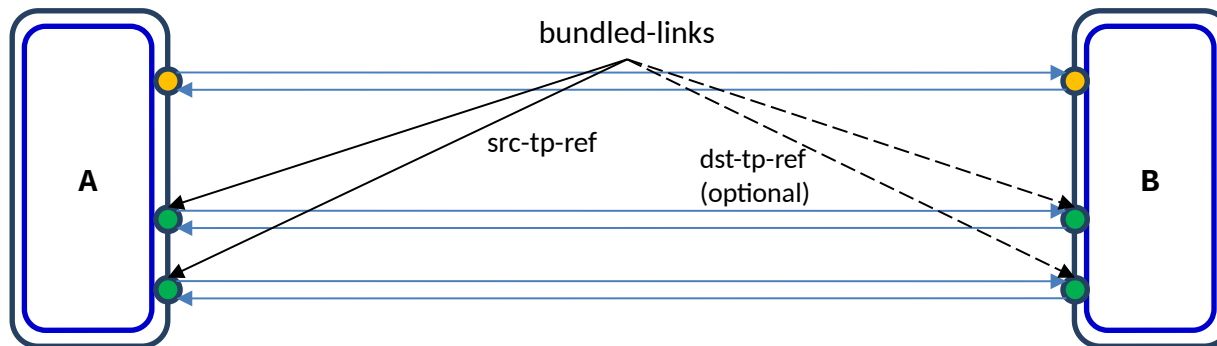 bundled-links
src-tp-ref
dst-tp-ref
(optional)
A
B